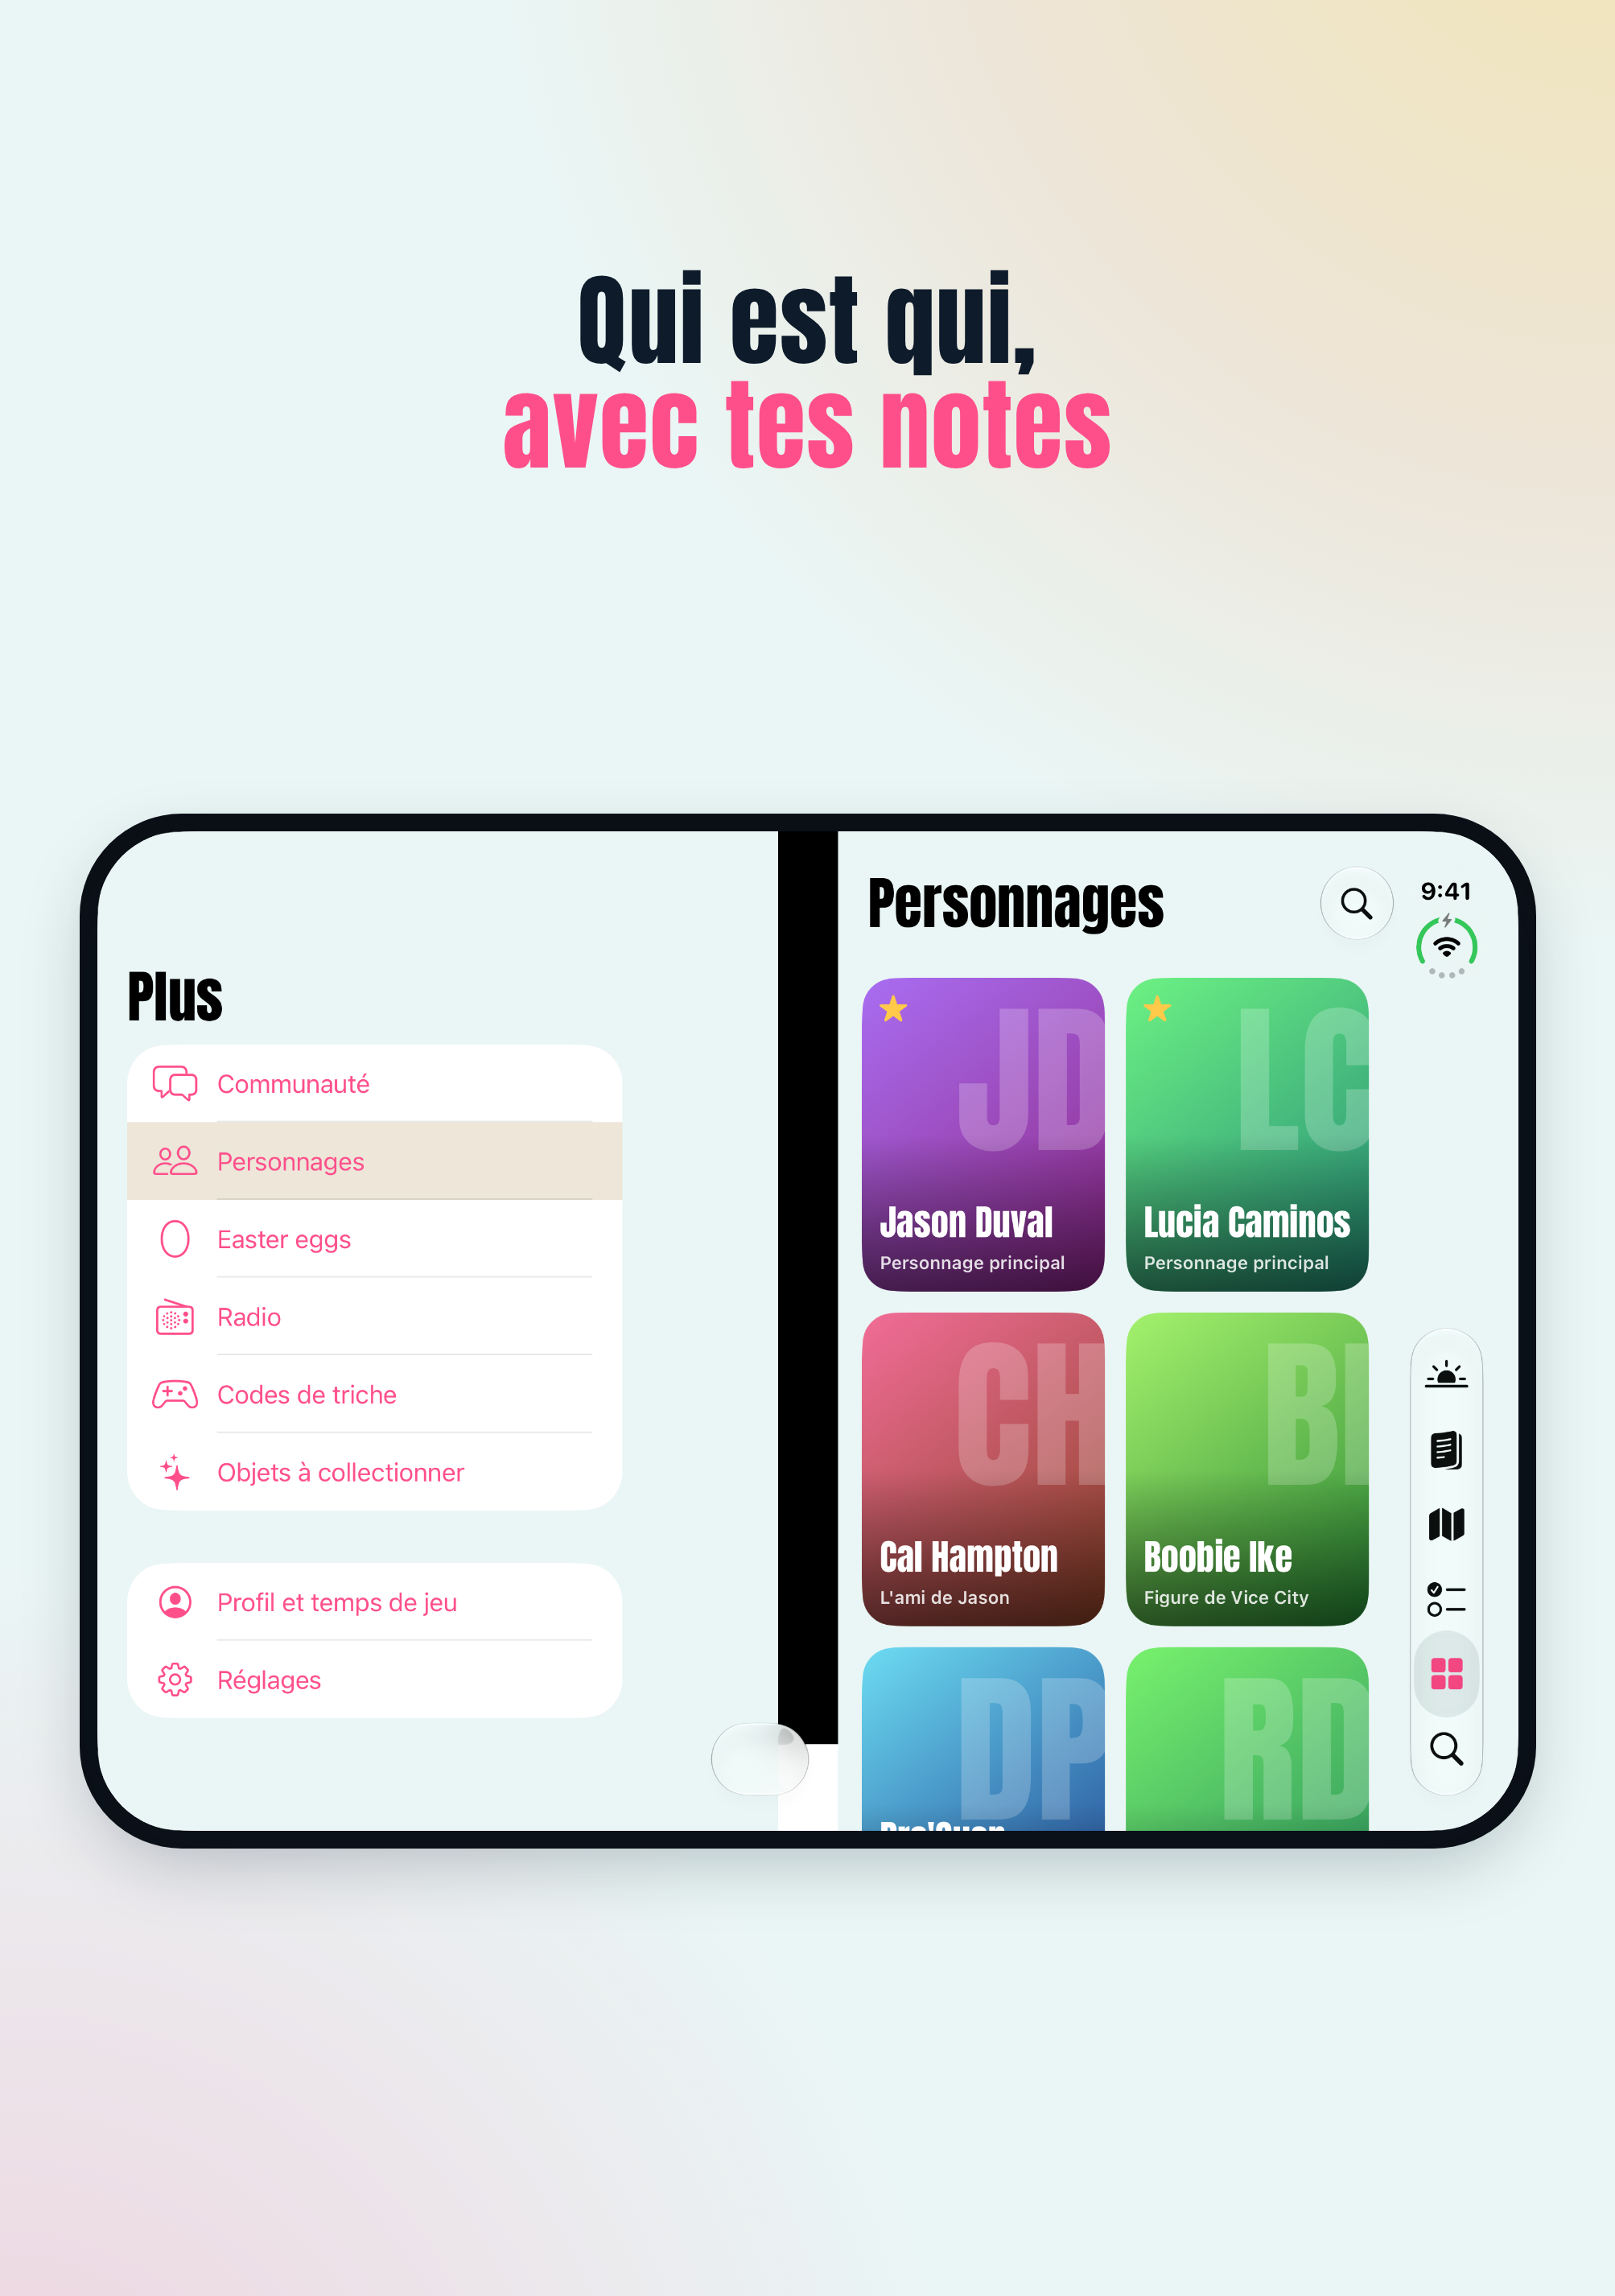 Qui est qui,
avec tes notes
Plus
Communauté
Personnages
Easter eggs
Radio
Codes de triche
Objets à collectionner
Profil et temps de jeu
Réglages
Personnages
9:41
JD
Jason Duval
Personnage principal
LC
Lucia Caminos
Personnage principal
CH
Cal Hampton
L'ami de Jason
BI
Boobie Ike
Figure de Vice City
DP
RD